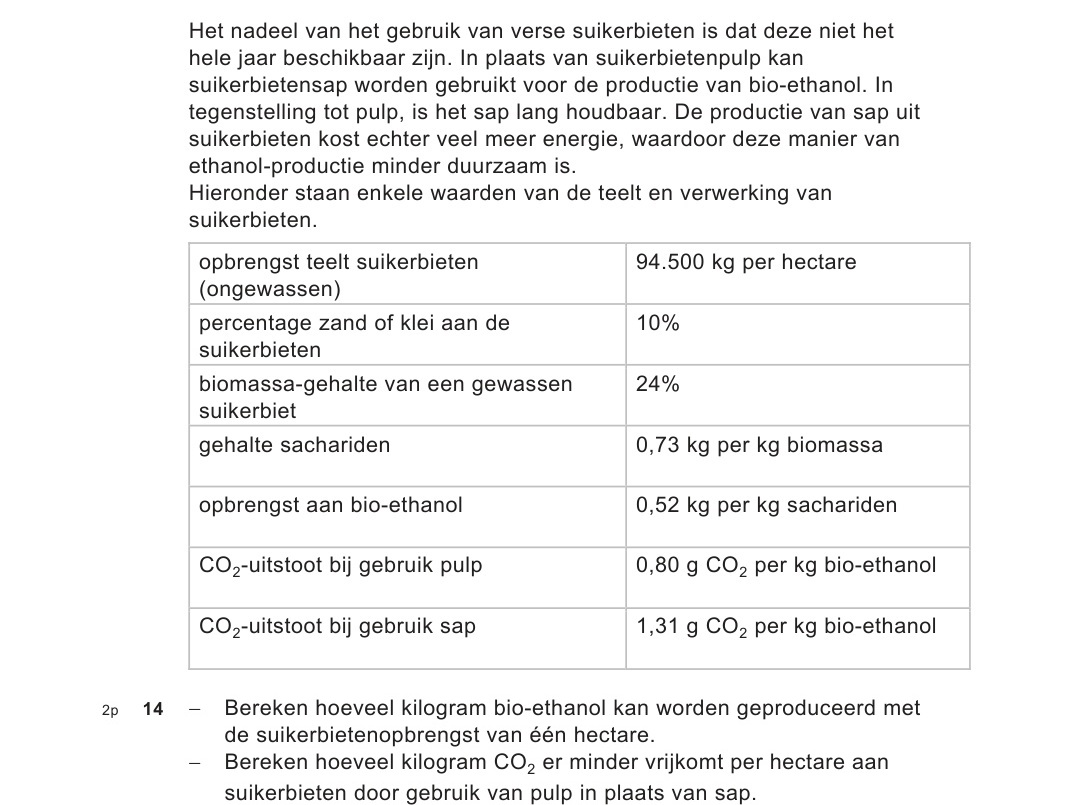 Het nadeel van het gebruik van verse suikerbieten is dat deze niet het
hele jaar beschikbaar zijn. In plaats van suikerbietenpulp kan
suikerbietensap worden gebruikt voor de productie van bio-ethanol. In
tegenstelling tot pulp, is het sap lang houdbaar. De productie van sap uit
suikerbieten kost echter veel meer energie, waardoor deze manier van
ethanol-productie minder duurzaam is.
Hieronder staan enkele waarden van de teelt en verwerking van
suikerbieten.
opbrengst teelt suikerbieten 94.500 kg per hectare
(ongewassen)
percentage zand of klei aan de 10%
suikerbieten
biomassa-gehalte van een gewassen 24%
suikerbiet
gehalte sachariden 0,73 kg per kg biomassa
opbrengst aan bio-ethanol 0,52 kg per kg sachariden
CO₂-uitstoot bij gebruik pulp 0,80 g CO₂ per kg bio-ethanol
CO₂-uitstoot bij gebruik sap 1,31 g CO₂ per kg bio-ethanol
2p 14 – Bereken hoeveel kilogram bio-ethanol kan worden geproduceerd met
de suikerbietenopbrengst van één hectare.
– Bereken hoeveel kilogram CO₂ er minder vrijkomt per hectare aan
suikerbieten door gebruik van pulp in plaats van sap.